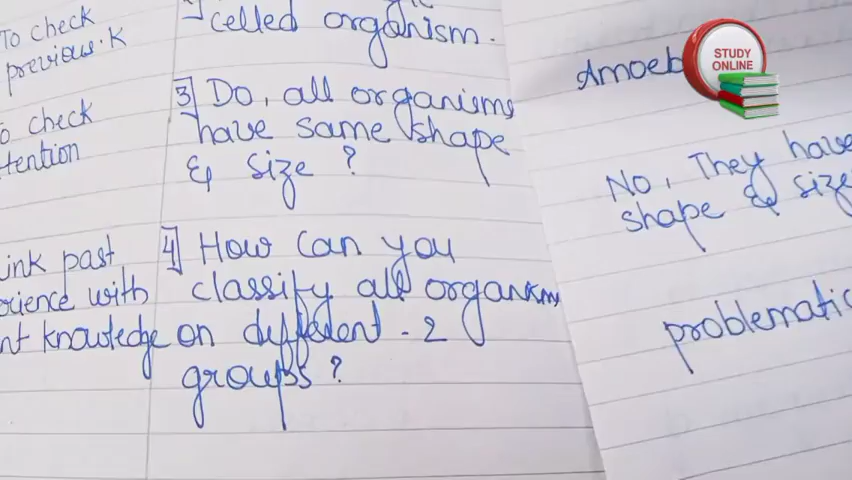 To check
previous.K
celled organism.
o check
tention
3] Do, all organisms
have same shape
& size ?
ink past
erience with
nt knowledge
4] How can you
classify all organism
on different - 2
groups ?
Amoeb
STUDY
ONLINE
No, They have
shape & size
problematic